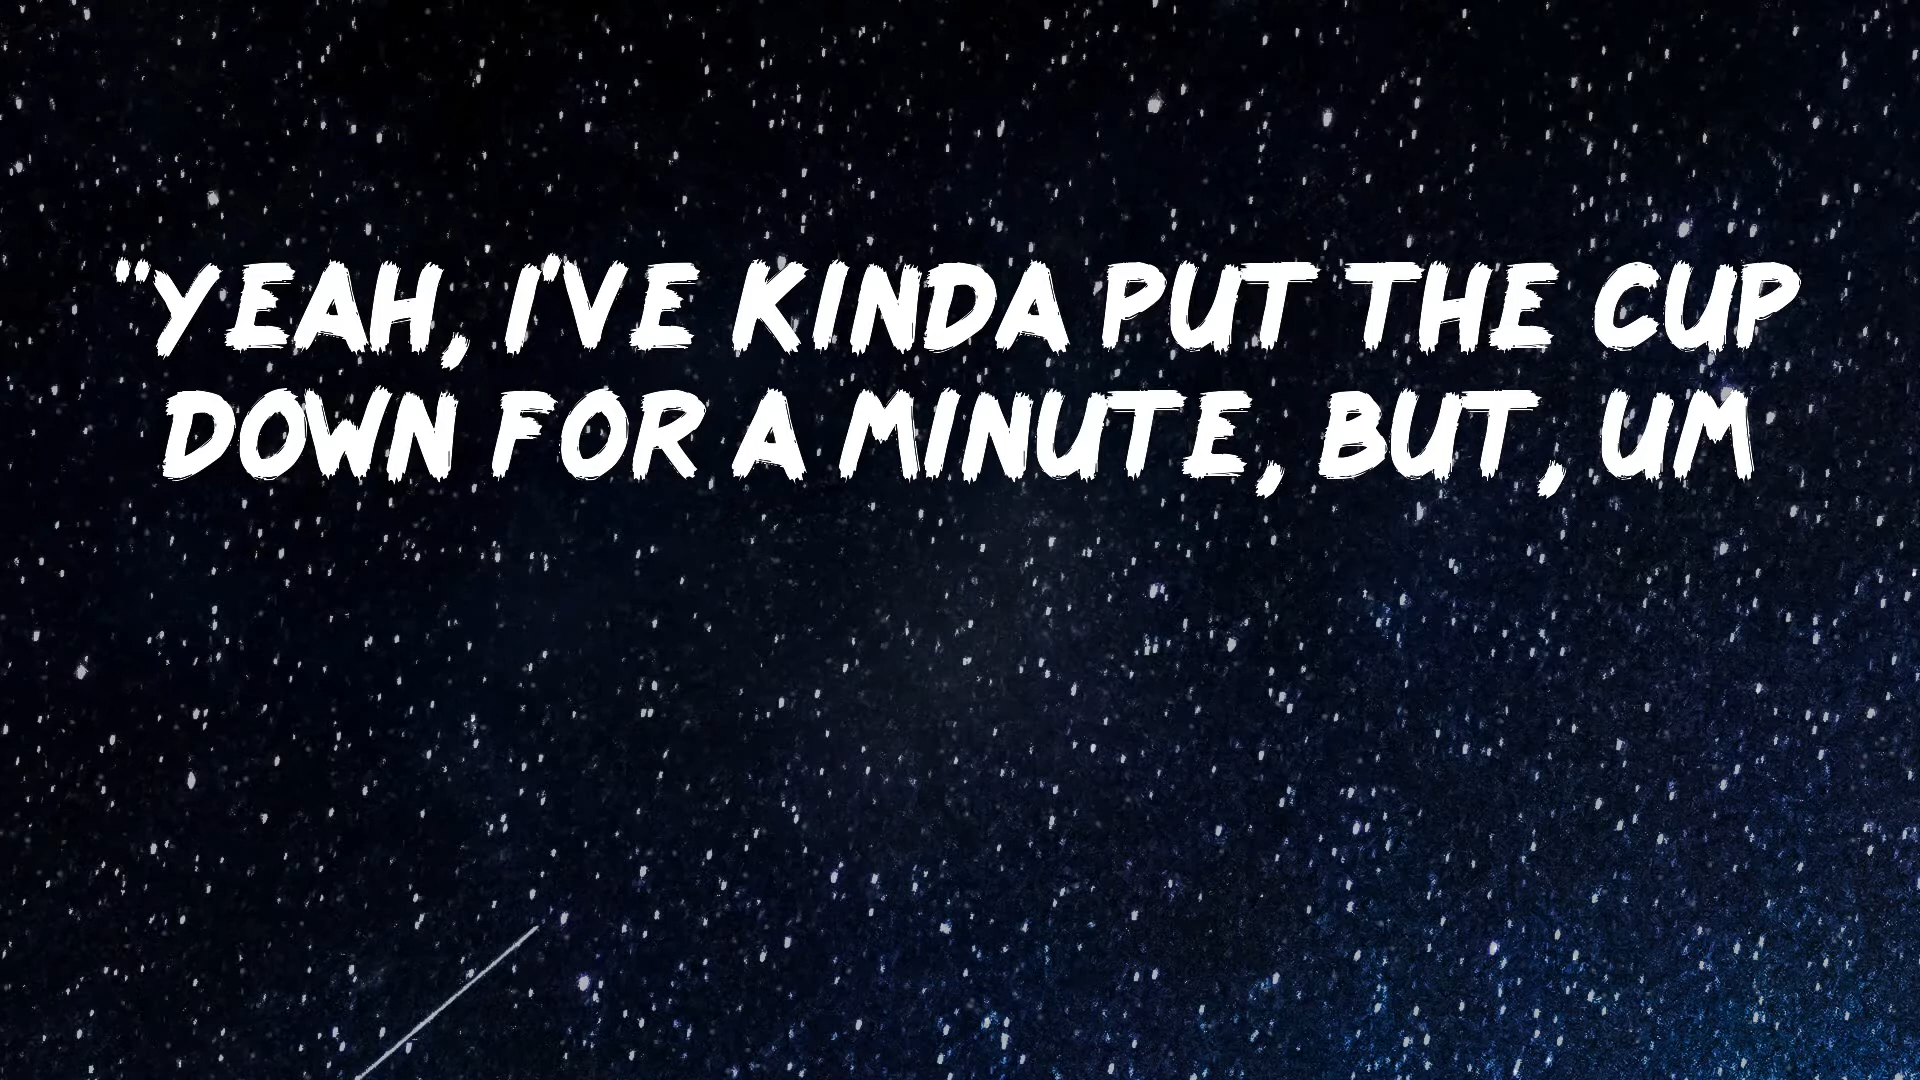 "YEAH, I'VE KINDA PUT THE CUP
DOWN FOR A MINUTE, BUT, UM